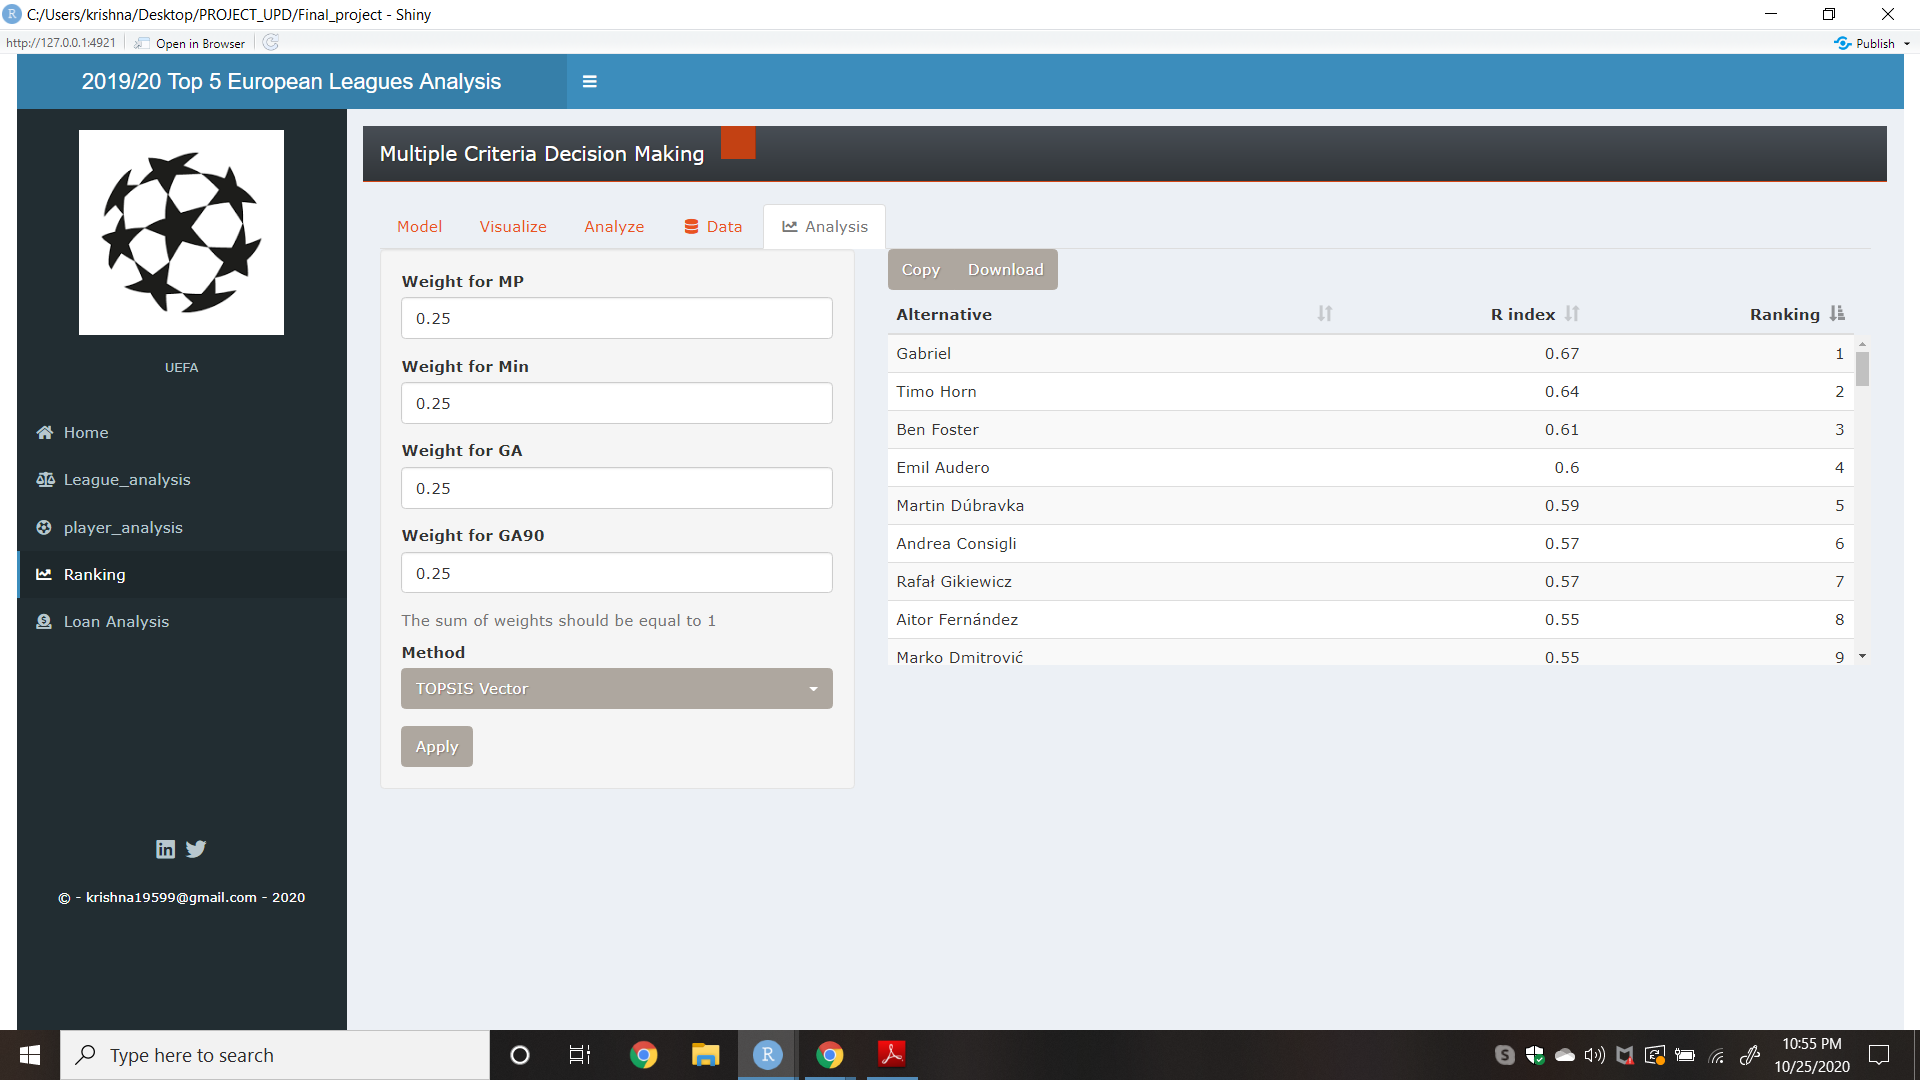 C:/Users/krishna/Desktop/PROJECT_UPD/Final_project - Shiny
http://127.0.0.1:4921 Open in Browser Publish
2019/20 Top 5 European Leagues Analysis
UEFA
Home
League_analysis
player_analysis
Ranking
Loan Analysis
© - krishna19599@gmail.com - 2020
Multiple Criteria Decision Making
Model Visualize Analyze Data Analysis
Weight for MP
0.25
Weight for Min
0.25
Weight for GA
0.25
Weight for GA90
0.25
The sum of weights should be equal to 1
Method
TOPSIS Vector
Apply
Copy Download
Alternative R index Ranking
Gabriel 0.67 1
Timo Horn 0.64 2
Ben Foster 0.61 3
Emil Audero 0.6 4
Martin Dúbravka 0.59 5
Andrea Consigli 0.57 6
Rafał Gikiewicz 0.57 7
Aitor Fernández 0.55 8
Marko Dmitrović 0.55 9
Type here to search
10:55 PM
10/25/2020